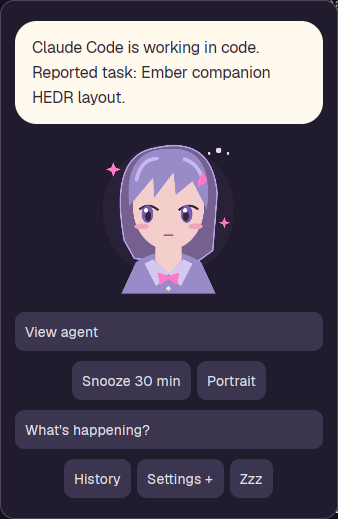 Claude Code is working in code.
Reported task: Ember companion
HEDR layout.
View agent
Snooze 30 min
Portrait
What's happening?
History
Settings +
Zzz